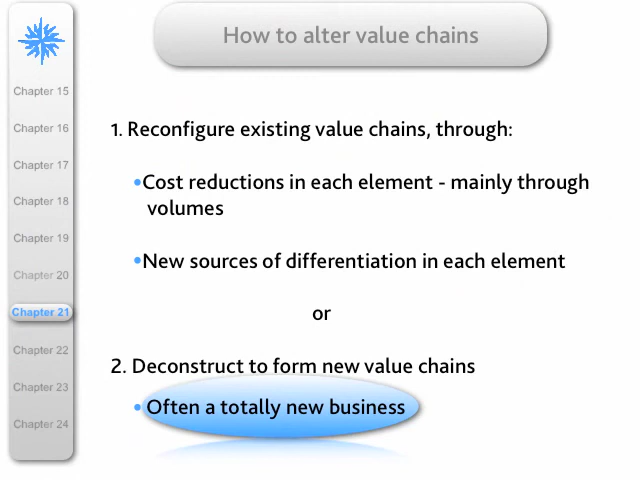 How to alter value chains
Chapter 15
Chapter 16
Chapter 17
Chapter 18
Chapter 19
Chapter 20
Chapter 21
Chapter 22
Chapter 23
Chapter 24
1. Reconfigure existing value chains, through:
•Cost reductions in each element - mainly through
volumes
•New sources of differentiation in each element
or
2. Deconstruct to form new value chains
• Often a totally new business